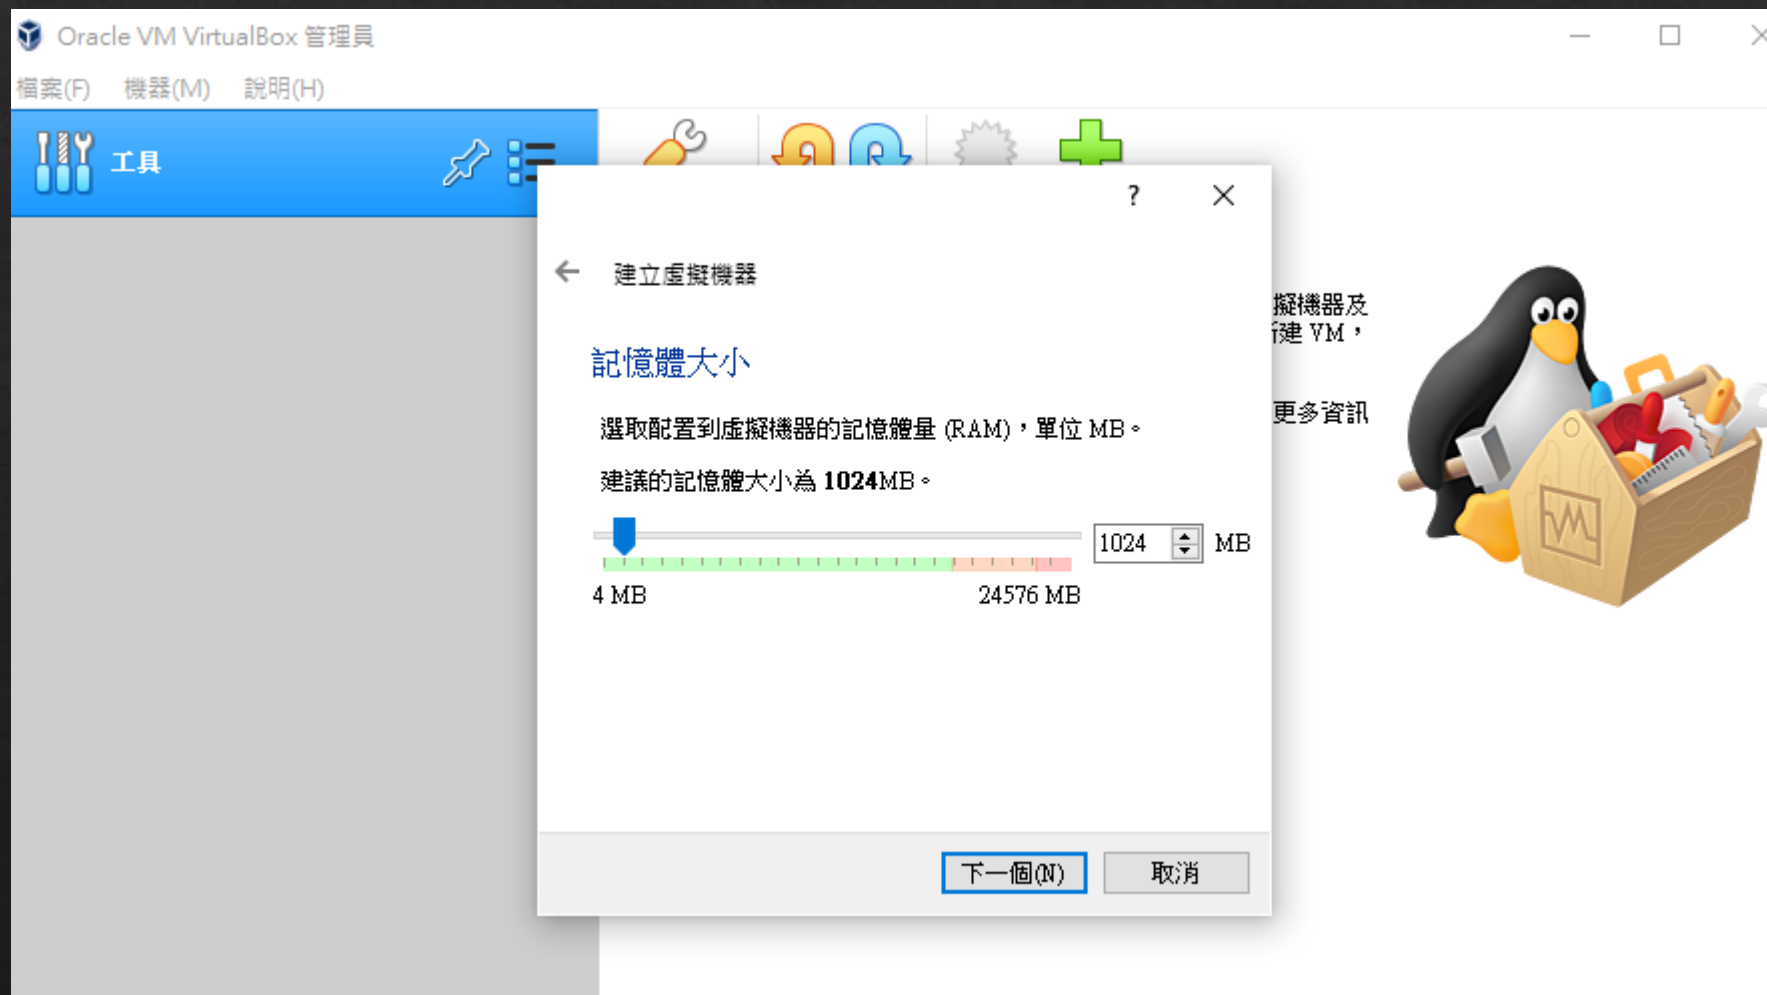 Oracle VM VirtualBox 管理員
檔案(F) 機器(M) 說明(H)
工具
?
建立虛擬機器
擬機器及
建 VM，
記憶體大小
更多資訊
選取配置到虛擬機器的記憶體量 (RAM)，單位 MB。
建議的記憶體大小為 1024MB。
1024 MB
4 MB 24576 MB
下一個(N) 取消